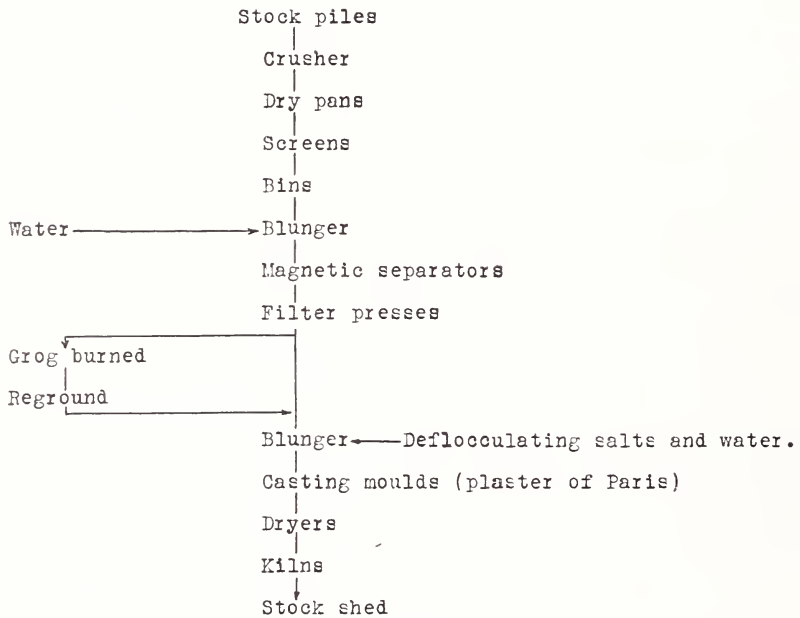 Stock piles
Crusher
Dry pans
Screens
Bins
Water Blunger
Magnetic separators
Filter presses
Grog burned
Reground
Blunger Deflocculating salts and water.
Casting moulds (plaster of Paris)
Dryers
Kilns
Stock shed